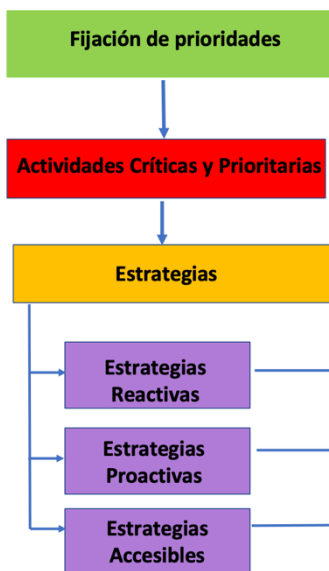 Fijación de prioridades
Actividades Críticas y Prioritarias
Estrategias
Estrategias
Reactivas
Estrategias
Proactivas
Estrategias
Accesibles